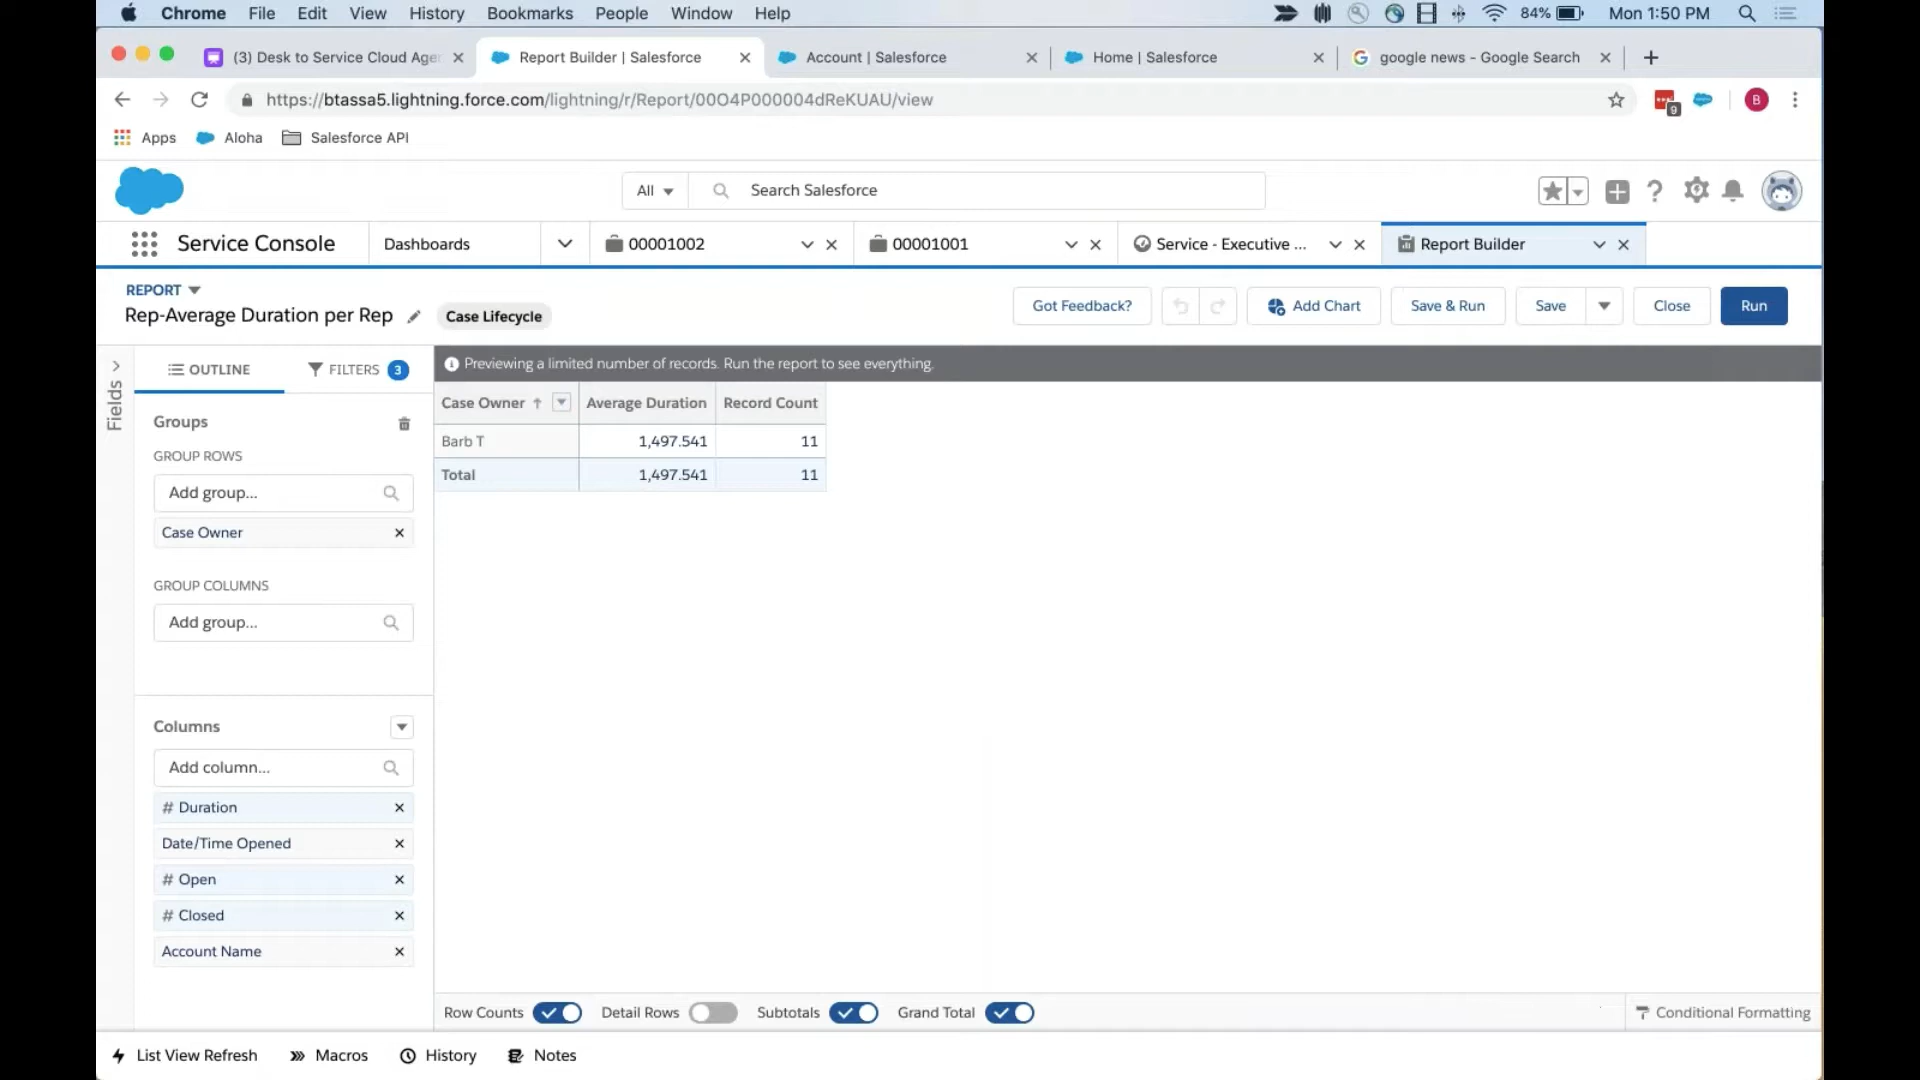 Chrome File Edit View History Bookmarks People Window Help 84% Mon 1:50 PM
(3) Desk to Service Cloud Age Report Builder | Salesforce Account | Salesforce Home | Salesforce google news - Google Search
https://btassa5.lightning.force.com/lightning/r/Report/00O4P000004dReKUAU/view 9 B
Apps Aloha Salesforce API
All Search Salesforce
Service Console Dashboards 00001002 00001001 Service - Executive ... Report Builder
REPORT
Rep-Average Duration per Rep Case Lifecycle
Got Feedback? Add Chart Save & Run Save Close Run
Fields
OUTLINE FILTERS 3
Previewing a limited number of records. Run the report to see everything.
Groups
GROUP ROWS
Add group...
Case Owner
GROUP COLUMNS
Add group...
Columns
Add column...
# Duration
Date/Time Opened
# Open
# Closed
Account Name
Case Owner Average Duration Record Count
Barb T 1,497.541 11
Total 1,497.541 11
Row Counts Detail Rows Subtotals Grand Total Conditional Formatting
List View Refresh Macros History Notes